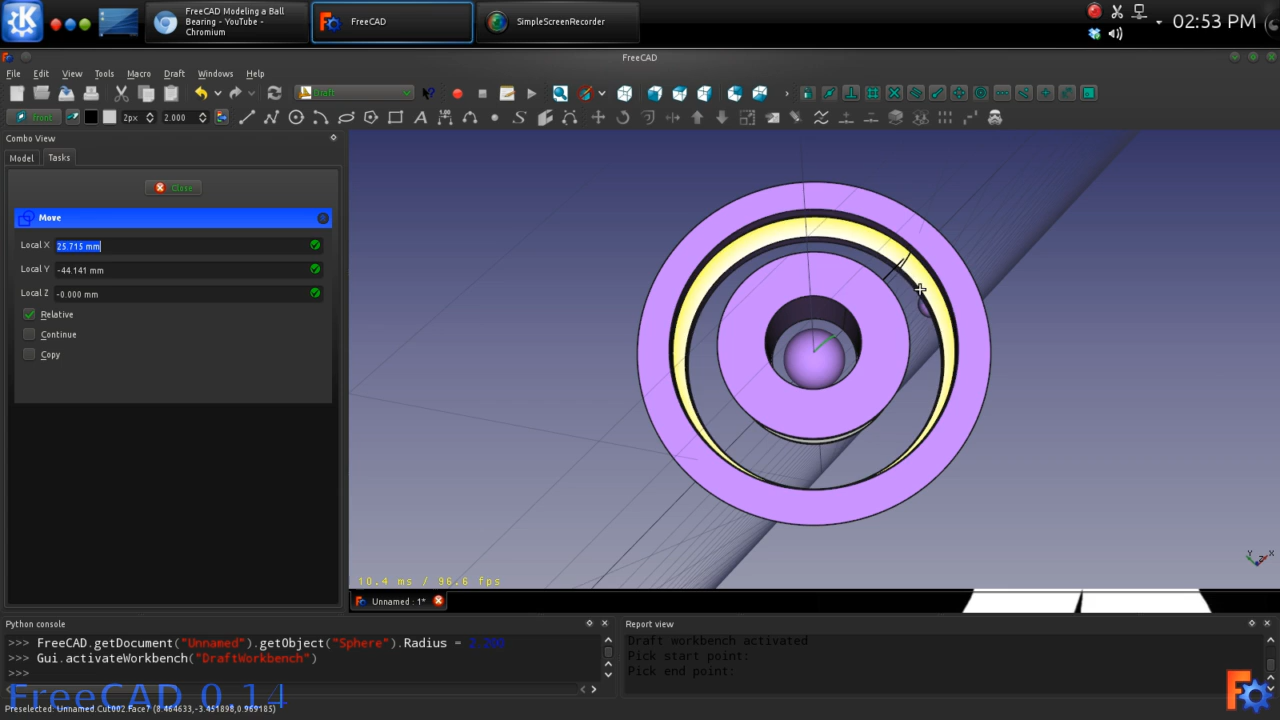 FreeCAD Modeling a Ball
Bearing - YouTube -
Chromium
FreeCAD
SimpleScreenRecorder
02:53 PM
FreeCAD
File Edit View Tools Macro Draft Windows Help
Draft
front
2px
2.000
Combo View
Model Tasks
Close
Move
Local X 25.715 mm
Local Y -44.141 mm
Local Z -0.000 mm
Relative
Continue
Copy
10.4 ms / 96.6 fps
Unnamed : 1*
Python console
>>> FreeCAD.getDocument("Unnamed").getObject("Sphere").Radius = 2.200
>>> Gui.activateWorkbench("DraftWorkbench")
>>>
Report view
Draft workbench activated
Pick start point:
Pick end point:
FreeCAD 0.14
Preselected: Unnamed.Cut002.Face7 (8.464633,-3.451898,0.969185)